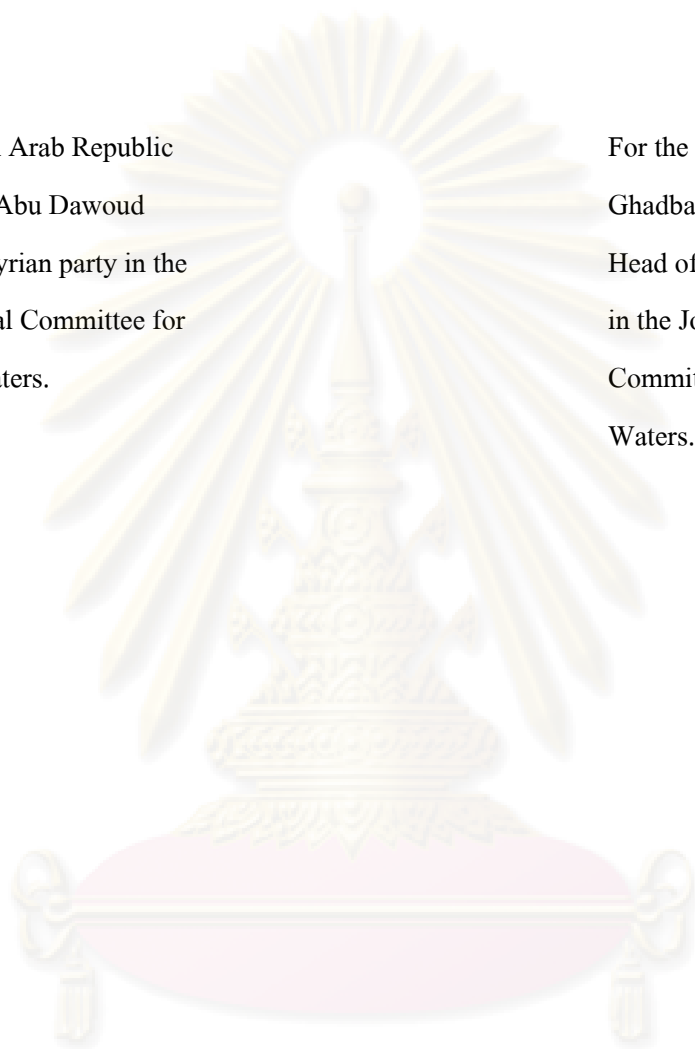 Arab Republic
Abu Dawoud
yrian party in the
al Committee for
ters.
For the
Ghadba
Head of
in the Jo
Commit
Waters.